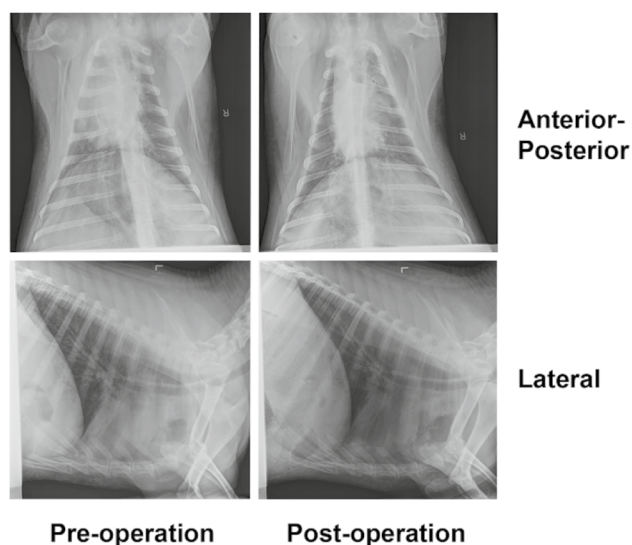 R
R
Anterior-
Posterior
L
L
Lateral
Pre-operation
Post-operation